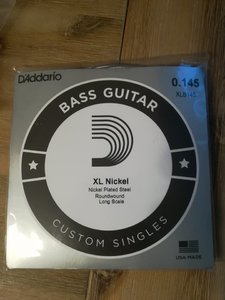 D'Addario
0.145
XLB145
BASS GUITAR
XL Nickel
Nickel Plated Steel
Roundwound
Long Scale
CUSTOM SINGLES
USA MADE